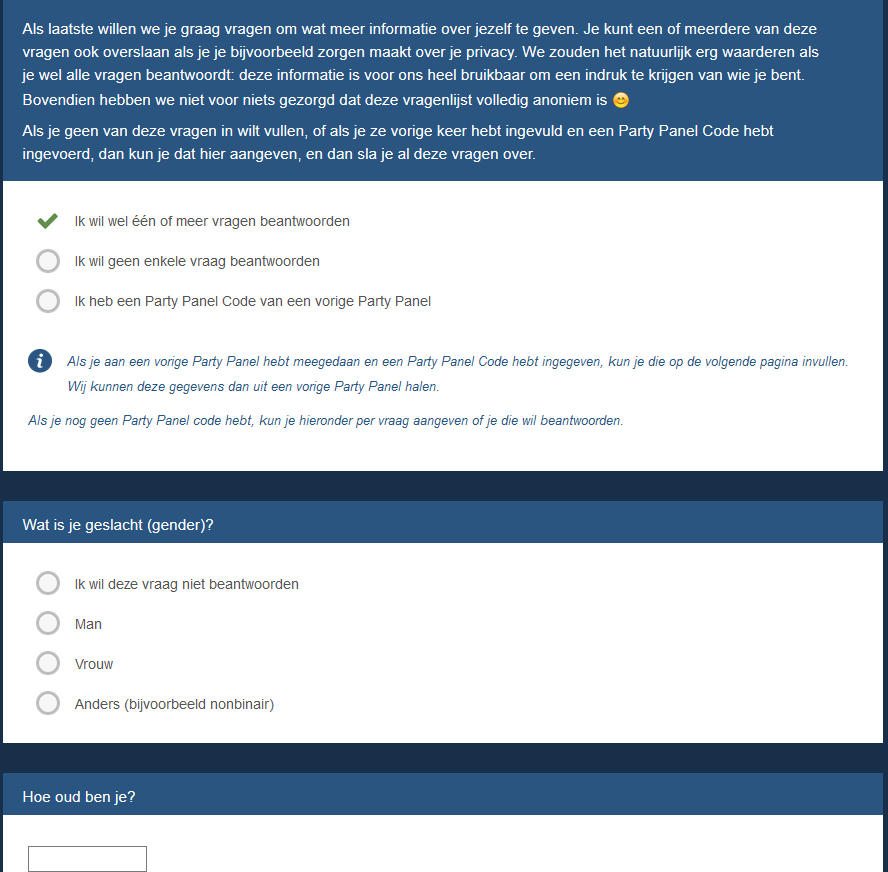 Als laatste willen we je graag vragen om wat meer informatie over jezelf te geven. Je kunt een of meerdere van deze
vragen ook overslaan als je je bijvoorbeeld zorgen maakt over je privacy. We zouden het natuurlijk erg waarderen als
je wel alle vragen beantwoordt: deze informatie is voor ons heel bruikbaar om een indruk te krijgen van wie je bent.
Bovendien hebben we niet voor niets gezorgd dat deze vragenlijst volledig anoniem is 😊
Als je geen van deze vragen in wilt vullen, of als je ze vorige keer hebt ingevuld en een Party Panel Code hebt
ingevoerd, dan kun je dat hier aangeven, en dan sla je al deze vragen over.
Ik wil wel één of meer vragen beantwoorden
Ik wil geen enkele vraag beantwoorden
Ik heb een Party Panel Code van een vorige Party Panel
Als je aan een vorige Party Panel hebt meegedaan en een Party Panel Code hebt ingegeven, kun je die op de volgende pagina invullen.
Wij kunnen deze gegevens dan uit een vorige Party Panel halen.
Als je nog geen Party Panel code hebt, kun je hieronder per vraag aangeven of je die wil beantwoorden.
Wat is je geslacht (gender)?
Ik wil deze vraag niet beantwoorden
Man
Vrouw
Anders (bijvoorbeeld nonbinair)
Hoe oud ben je?